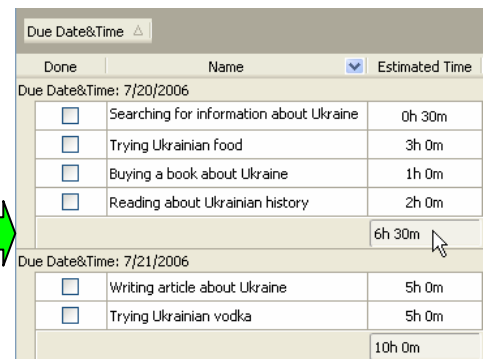 Due Date&Time
Done Name Estimated Time
Due Date&Time: 7/20/2006
Searching for information about Ukraine 0h 30m
Trying Ukrainian food 3h 0m
Buying a book about Ukraine 1h 0m
Reading about Ukrainian history 2h 0m
6h 30m
Due Date&Time: 7/21/2006
Writing article about Ukraine 5h 0m
Trying Ukrainian vodka 5h 0m
10h 0m